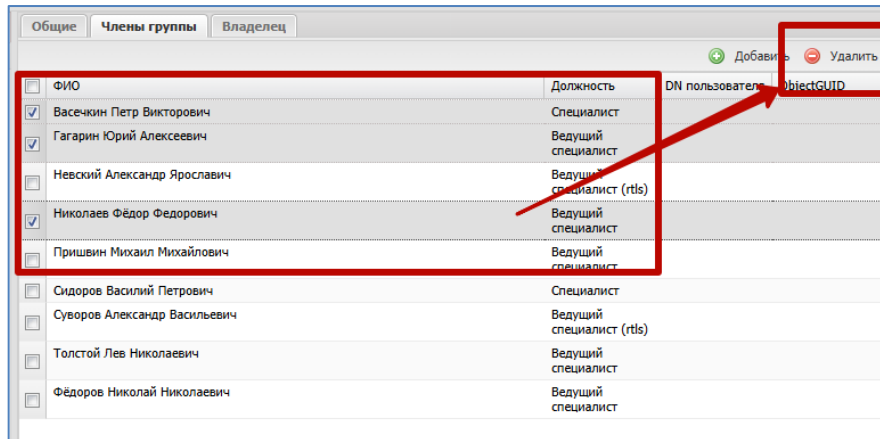 Общие Члены группы Владелец
Добавить Удалить
ФИО Должность DN пользователя ObjectGUID
Васечкин Петр Викторович Специалист
Гагарин Юрий Алексеевич Ведущий
специалист
Невский Александр Ярославич Ведущий
специалист (rtls)
Николаев Фёдор Федорович Ведущий
специалист
Пришвин Михаил Михайлович Ведущий
специалист
Сидоров Василий Петрович Специалист
Суворов Александр Васильевич Ведущий
специалист (rtls)
Толстой Лев Николаевич Ведущий
специалист
Фёдоров Николай Николаевич Ведущий
специалист